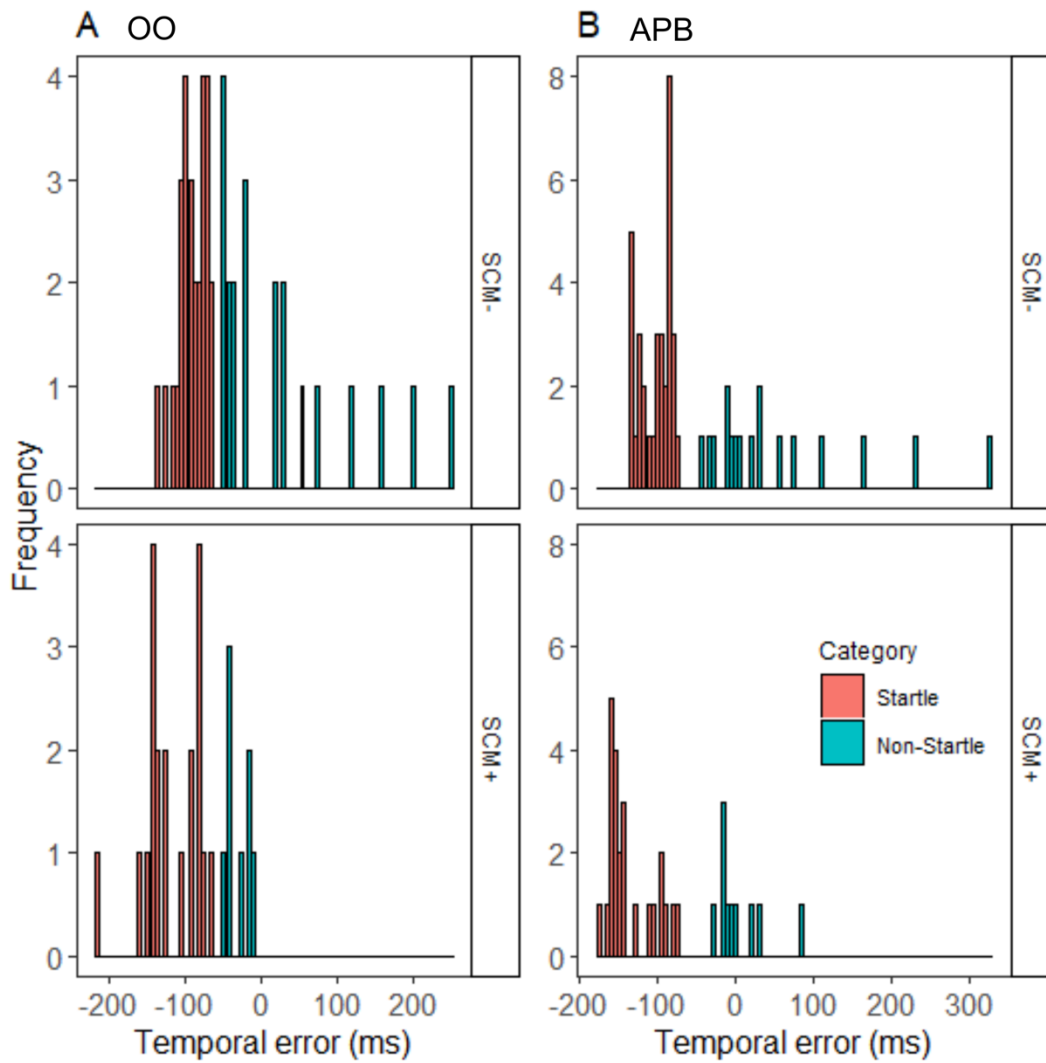 A OO
B APB
4
3
2
1
0
SCM-
8
6
4
2
0
SCM-
Frequency
4
3
2
1
0
SCM+
8
6
4
2
0
Category
Startle
Non-Startle
SCM+
-200 -100 0 100 200
Temporal error (ms)
-200 -100 0 100 200 300
Temporal error (ms)